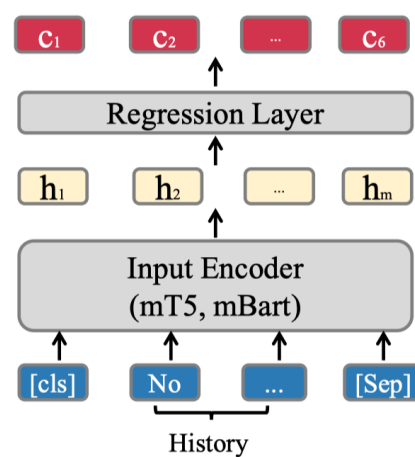 c₁ c₂ ... c₆
Regression Layer
h₁ h₂ ... hₘ
Input Encoder
(mT5, mBart)
[cls] No ... [Sep]
History